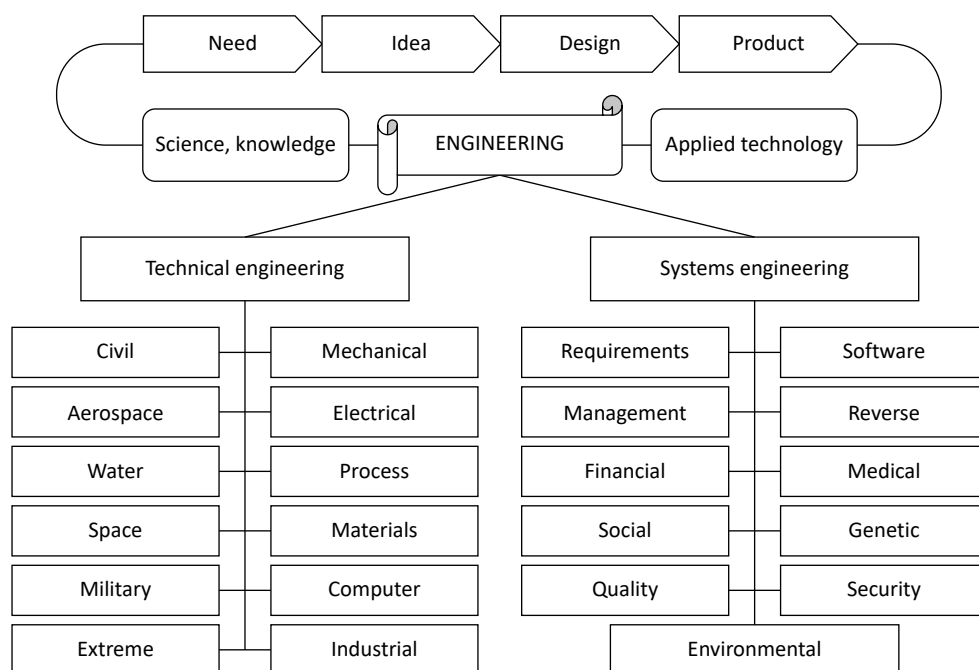 Need
Idea
Design
Product
Science, knowledge
ENGINEERING
Applied technology
Technical engineering
Systems engineering
Civil
Mechanical
Requirements
Software
Aerospace
Electrical
Management
Reverse
Water
Process
Financial
Medical
Space
Materials
Social
Genetic
Military
Computer
Quality
Security
Extreme
Industrial
Environmental